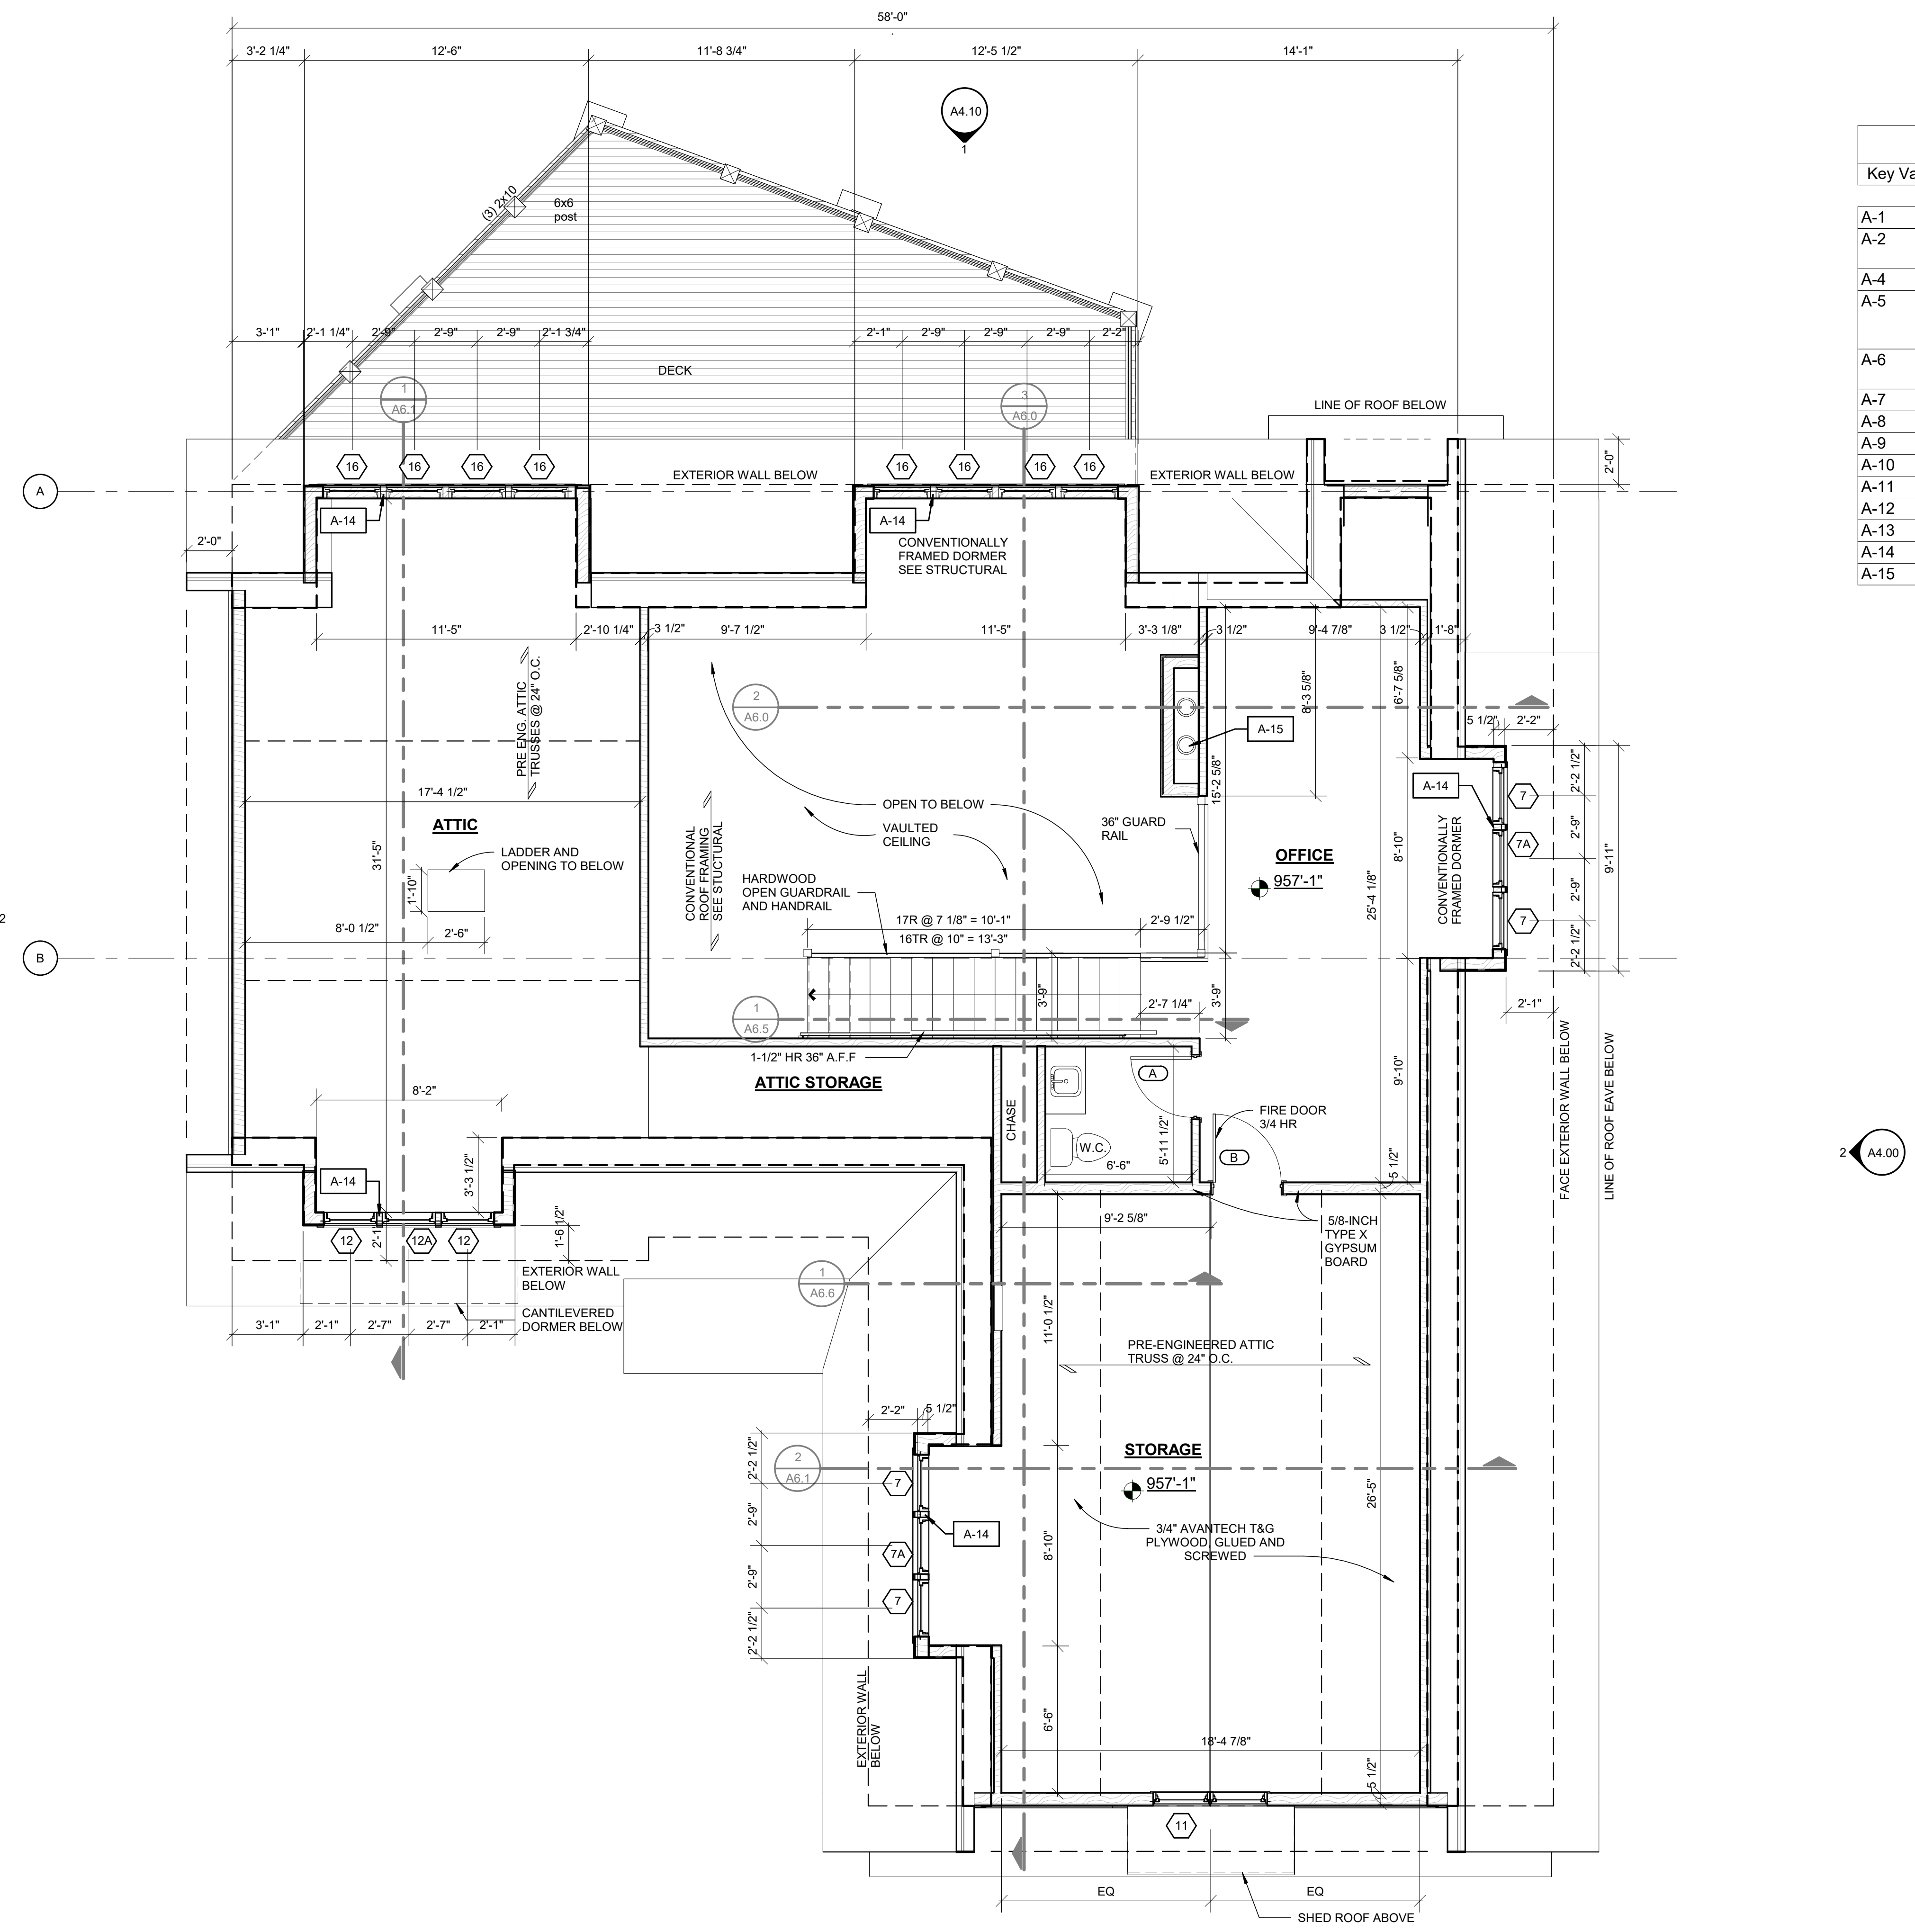 58'-0"
3'-2 1/4"
12'-6"
11'-8 3/4"
12'-5 1/2"
14'-1"
A4.10
1
Key Va
A-1
A-2
A-4
A-5
A-6
A-7
A-8
A-9
A-10
A-11
A-12
A-13
A-14
A-15
(3) 2x10
6x6
post
3-'1"
2'-1 1/4"
2'-9"
2'-9"
2'-9"
2'-1 3/4"
2'-1"
2'-9"
2'-9"
2'-9"
2'-2"
DECK
1
A6.1
3
A6.0
LINE OF ROOF BELOW
2'-0"
16
16
16
16
EXTERIOR WALL BELOW
16
16
16
16
EXTERIOR WALL BELOW
A
A-14
A-14
2'-0"
CONVENTIONALLY
FRAMED DORMER
SEE STRUCTURAL
11'-5"
2'-10 1/4"
3 1/2"
9'-7 1/2"
11'-5"
3'-3 1/8"
3 1/2"
9'-4 7/8"
3 1/2"
1'-8"
PRE ENG. ATTIC
TRUSSES @ 24" O.C.
2
A6.0
8'-3 5/8"
6'-7 5/8"
A-15
5 1/2"
2'-2"
15'-2 5/8"
17'-4 1/2"
ATTIC
31'-5"
LADDER AND
OPENING TO BELOW
1'-10"
8'-0 1/2"
2'-6"
CONVENTIONAL
ROOF FRAMING
SEE STUCTURAL
OPEN TO BELOW
VAULTED
CEILING
36" GUARD
RAIL
HARDWOOD
OPEN GUARDRAIL
AND HANDRAIL
OFFICE
957'-1"
25'-4 1/8"
8'-10"
A-14
CONVENTIONALLY
FRAMED DORMER
7
7A
7
2'-2 1/2"
2'-9"
2'-9"
2'-2 1/2"
9'-11"
2
B
17R @ 7 1/8" = 10'-1"
16TR @ 10" = 13'-3"
2'-9 1/2"
3'-9"
2'-7 1/4"
3'-9"
2'-1"
1
A6.5
1-1/2" HR 36" A.F.F
ATTIC STORAGE
CHASE
A
W.C.
6'-6"
5'-11 1/2"
FIRE DOOR
3/4 HR
B
9'-10"
5 1/2"
FACE EXTERIOR WALL BELOW
LINE OF ROOF EAVE BELOW
2
A4.00
8'-2"
3'-3 1/2"
A-14
12
12A
12
2'-1"
1'-6 1/2"
EXTERIOR WALL
BELOW
CANTILEVERED
DORMER BELOW
3'-1"
2'-1"
2'-7"
2'-7"
2'-1"
9'-2 5/8"
5/8-INCH
TYPE X
GYPSUM
BOARD
1
A6.6
11'-0 1/2"
PRE-ENGINEERED ATTIC
TRUSS @ 24" O.C.
2'-2"
5 1/2"
2'-2 1/2"
2'-9"
2'-9"
2'-2 1/2"
2
A6.1
7
7A
7
A-14
STORAGE
957'-1"
26'-5"
3/4" AVANTECH T&G
PLYWOOD, GLUED AND
SCREWED
8'-10"
6'-6"
EXTERIOR WALL
BELOW
18'-4 7/8"
5 1/2"
11
EQ
EQ
SHED ROOF ABOVE